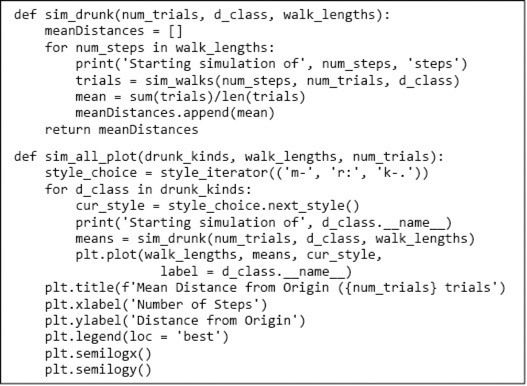 def sim_drunk(num_trials, d_class, walk_lengths):
    meanDistances = []
    for num_steps in walk_lengths:
        print('Starting simulation of', num_steps, 'steps')
        trials = sim_walks(num_steps, num_trials, d_class)
        mean = sum(trials)/len(trials)
        meanDistances.append(mean)
    return meanDistances

def sim_all_plot(drunk_kinds, walk_lengths, num_trials):
    style_choice = style_iterator(('m-', 'r:', 'k-.'))
    for d_class in drunk_kinds:
        cur_style = style_choice.next_style()
        print('Starting simulation of', d_class.__name__)
        means = sim_drunk(num_trials, d_class, walk_lengths)
        plt.plot(walk_lengths, means, cur_style,
                 label = d_class.__name__)
    plt.title(f'Mean Distance from Origin ({num_trials} trials')
    plt.xlabel('Number of Steps')
    plt.ylabel('Distance from Origin')
    plt.legend(loc = 'best')
    plt.semilogx()
    plt.semilogy()